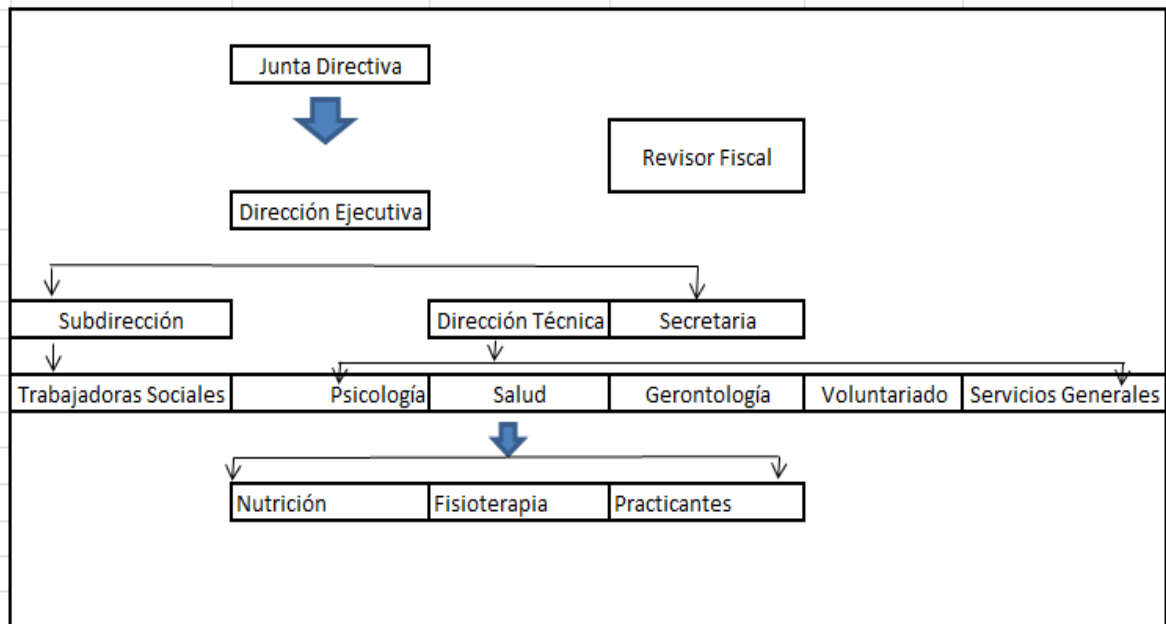 Junta Directiva
Revisor Fiscal
Dirección Ejecutiva
Subdirección
Dirección Técnica
Secretaria
Trabajadoras Sociales
Psicología
Salud
Gerontología
Voluntariado
Servicios Generales
Nutrición
Fisioterapia
Practicantes